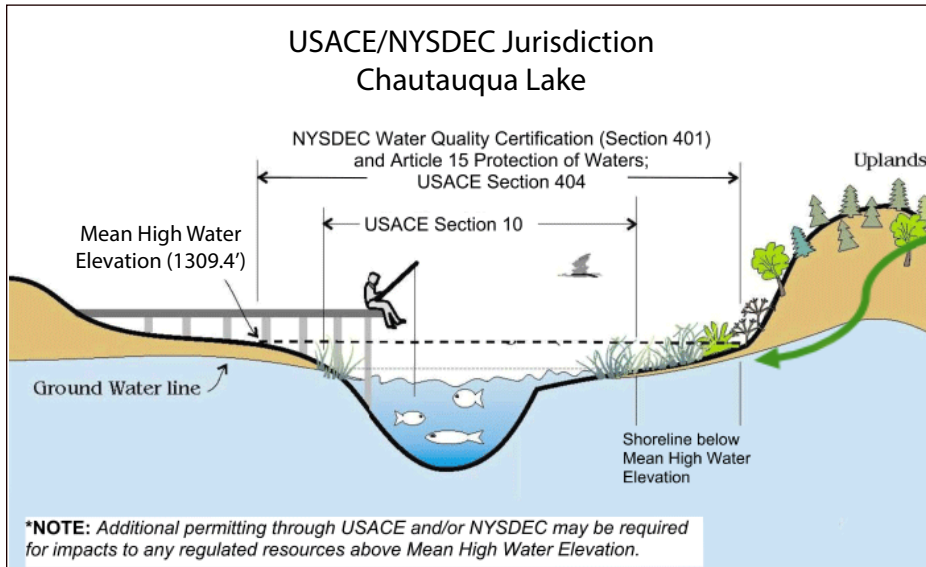 USACE/NYSDEC Jurisdiction
Chautauqua Lake
NYSDEC Water Quality Certification (Section 401)
and Article 15 Protection of Waters;
USACE Section 404
Uplands
USACE Section 10
Mean High Water
Elevation (1309.4’)
Ground Water line
Shoreline below
Mean High Water
Elevation
*NOTE: Additional permitting through USACE and/or NYSDEC may be required
for impacts to any regulated resources above Mean High Water Elevation.